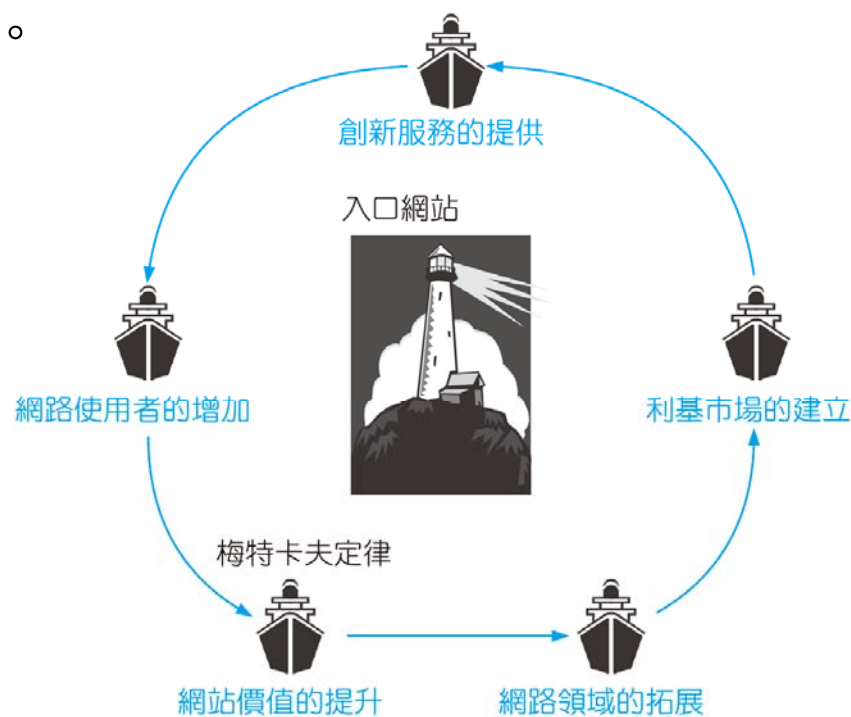 。
創新服務的提供
入口網站
網路使用者的增加
利基市場的建立
梅特卡夫定律
網站價值的提升
網路領域的拓展